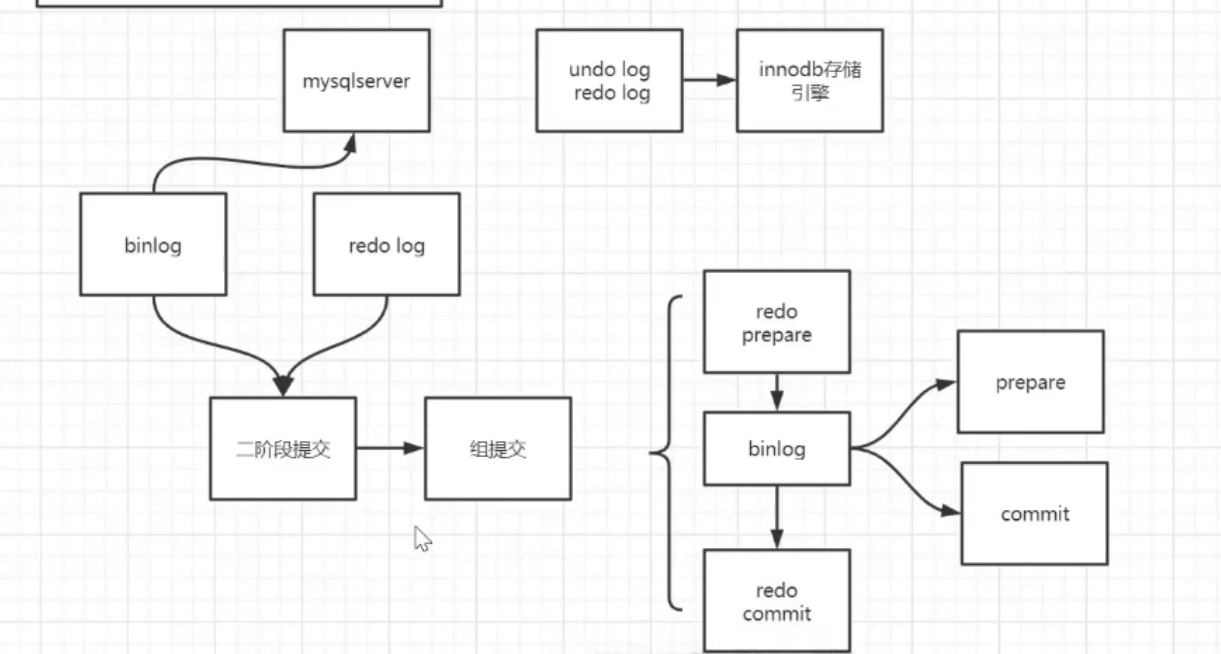 mysqlserver
undo log
redo log
innodb存储
引擎
binlog
redo log
二阶段提交
组提交
redo
prepare
binlog
redo
commit
prepare
commit